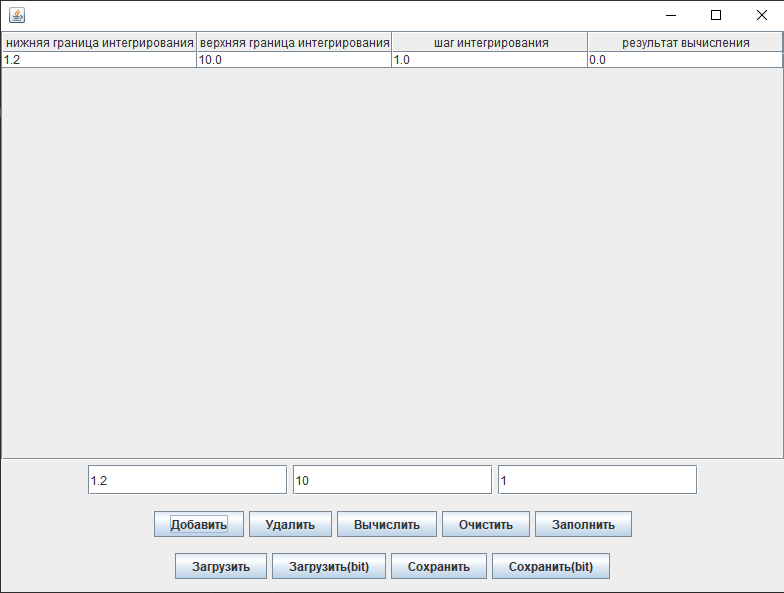 нижняя граница интегрирования верхняя граница интегрирования шаг интегрирования результат вычисления
1.2 10.0 1.0 0.0
1.2 10 1
Добавить Удалить Вычислить Очистить Заполнить
Загрузить Загрузить(bit) Сохранить Сохранить(bit)